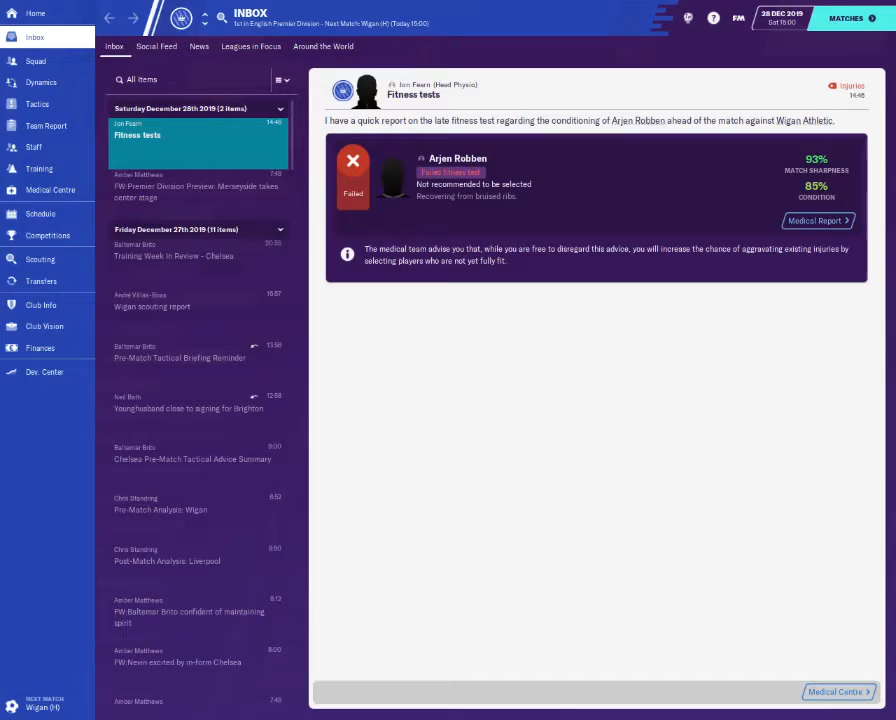 Home
Inbox
Squad
Dynamics
Tactics
Team Report
Staff
Training
Medical Centre
Schedule
Competitions
Scouting
Transfers
Club Info
Club Vision
Finances
Dev. Center
NEXT MATCH
Wigan (H)
INBOX
1st in English Premier Division - Next Match: Wigan (H) (Today 15:00)
?
FM
28 DEC 2019
Sat 15:00
MATCHES
Inbox Social Feed News Leagues in Focus Around the World
All Items
Saturday December 28th 2019 (2 items)
Jon Fearn 14:46
Fitness tests
Amber Matthews 7:48
FW:Premier Division Preview: Merseyside takes
center stage
Friday December 27th 2019 (11 items)
Baltemar Brito 20:55
Training Week In Review - Chelsea
André Villas-Boas 16:57
Wigan scouting report
Baltemar Brito 13:56
Pre-Match Tactical Briefing Reminder
Neil Bath 12:58
Younghusband close to signing for Brighton
Baltemar Brito 9:00
Chelsea Pre-Match Tactical Advice Summary
Chris Standring 8:52
Pre-Match Analysis: Wigan
Chris Standring
Post-Match Analysis: Liverpool
Amber Matthews 8:12
FW:Baltemar Brito confident of maintaining
spirit
Amber Matthews 8:00
FW:Nevin excited by in-form Chelsea
Amber Matthews 7:48
Jon Fearn (Head Physio)
Fitness tests
Injuries
14:46
I have a quick report on the late fitness test regarding the conditioning of Arjen Robben ahead of the match against Wigan Athletic.
Failed
Arjen Robben
Failed fitness test
Not recommended to be selected
Recovering from bruised ribs.
93%
MATCH SHARPNESS
85%
CONDITION
Medical Report
The medical team advise you that, while you are free to disregard this advice, you will increase the chance of aggravating existing injuries by
selecting players who are not yet fully fit.
Medical Centre